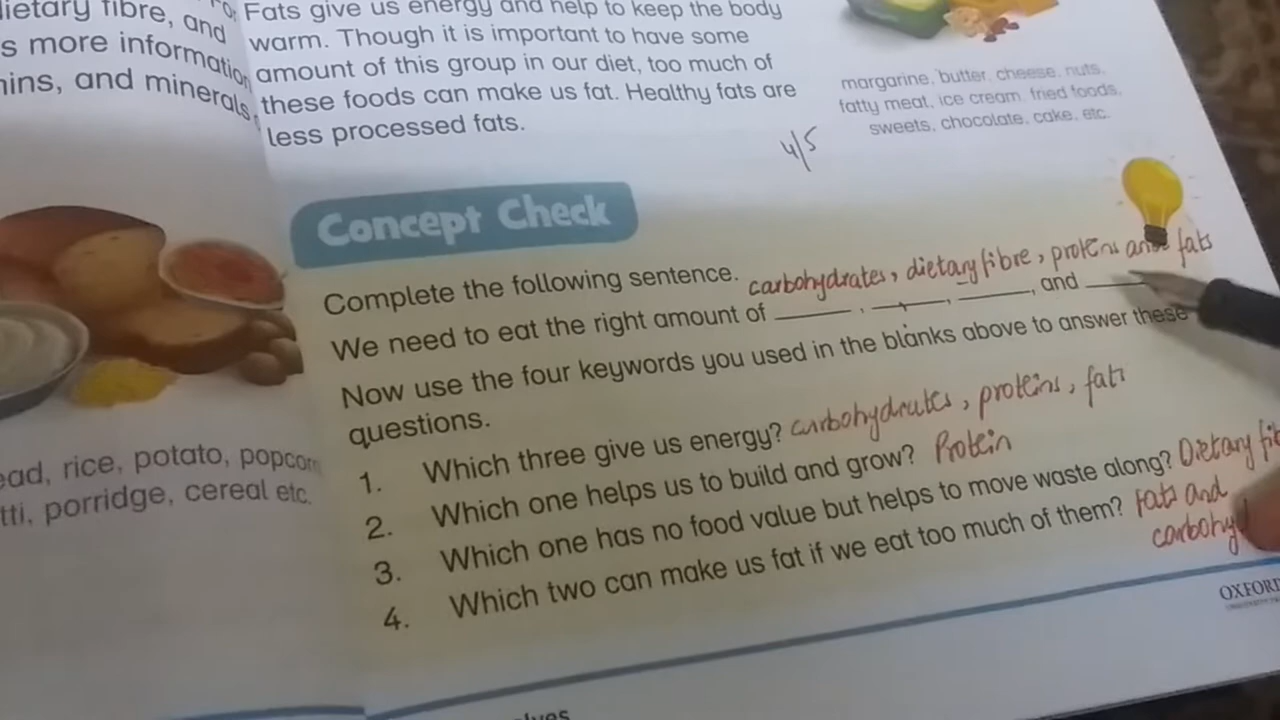 dietary fibre, and
s more information
ins, and minerals.
Fats give us energy and help to keep the body
warm. Though it is important to have some
amount of this group in our diet, too much of
these foods can make us fat. Healthy fats are
less processed fats.
margarine, butter, cheese, nuts,
fatty meat, ice cream, fried foods,
sweets, chocolate, cake, etc.
4/5
Concept Check
Complete the following sentence.
carbohydrates, dietary fibre, proteins and fats
We need to eat the right amount of _____, _____, _____, and _____
Now use the four keywords you used in the blanks above to answer these
questions.
1. Which three give us energy? carbohydrates, proteins, fats
2. Which one helps us to build and grow? Protein
3. Which one has no food value but helps to move waste along? Dietary fib
4. Which two can make us fat if we eat too much of them? fats and
carbohy
ead, rice, potato, popcorn
tti, porridge, cereal etc.
OXFORD